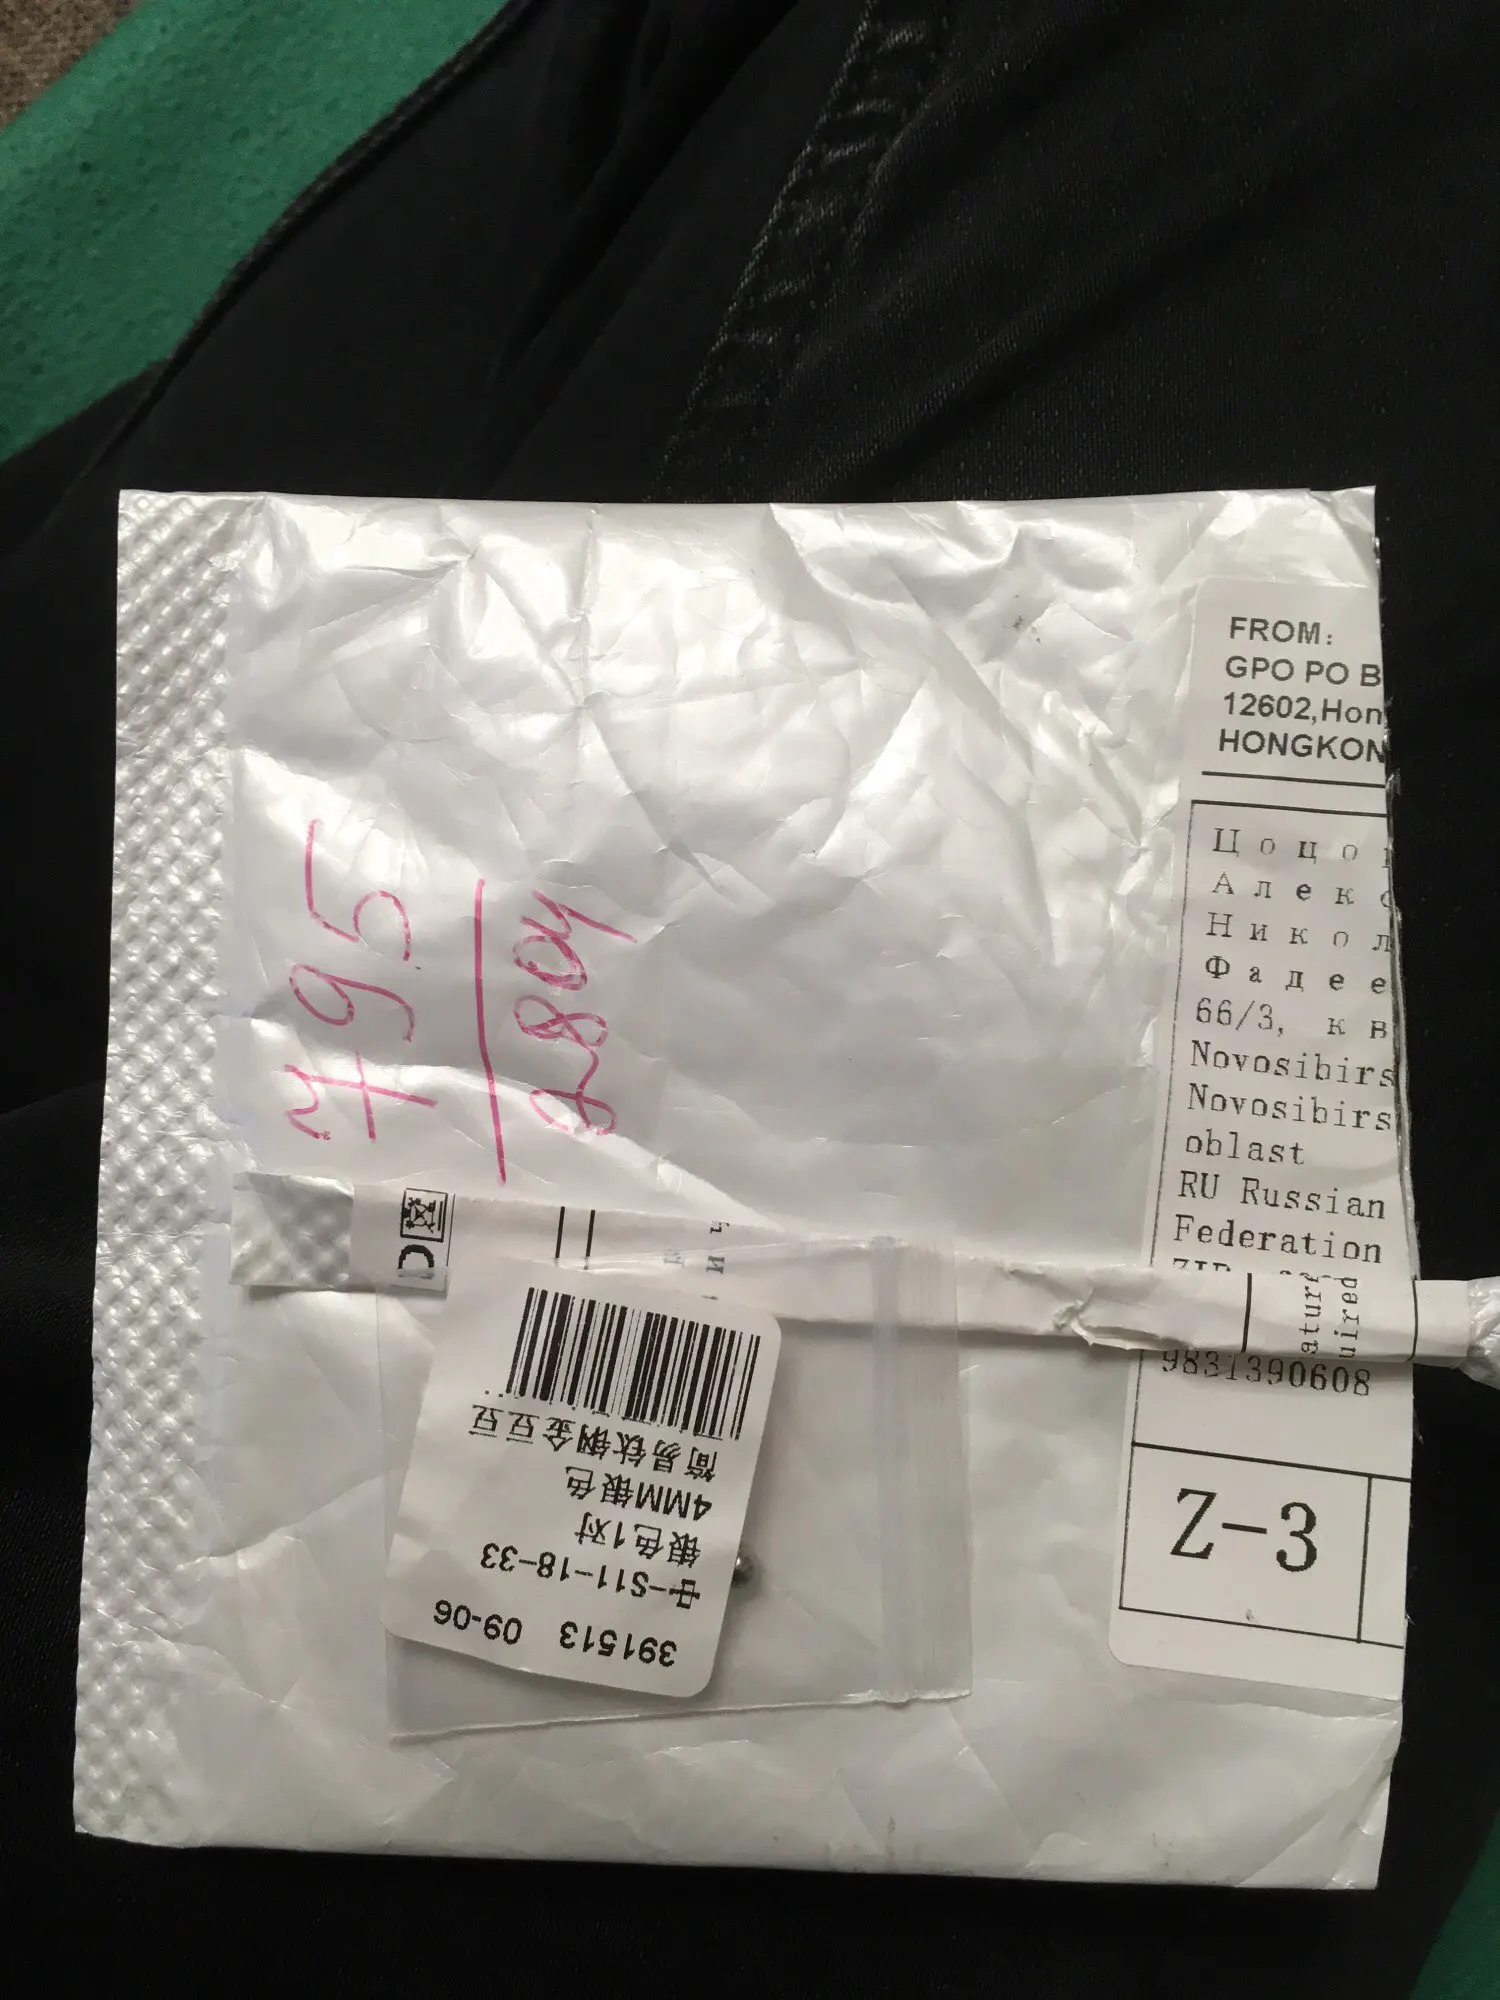 FROM:
GPO PO B
12602,Hon
HONGKON
Цоцо
Алекс
Никол
Фадее
66/3, кв
Novosibirs
Novosibirs
oblast
RU Russian
Federation
9831390608
Z-3
795
2804
简易钛钢金豆豆
4MM银色
银色1对
中-S11-18-33
391513 09-06